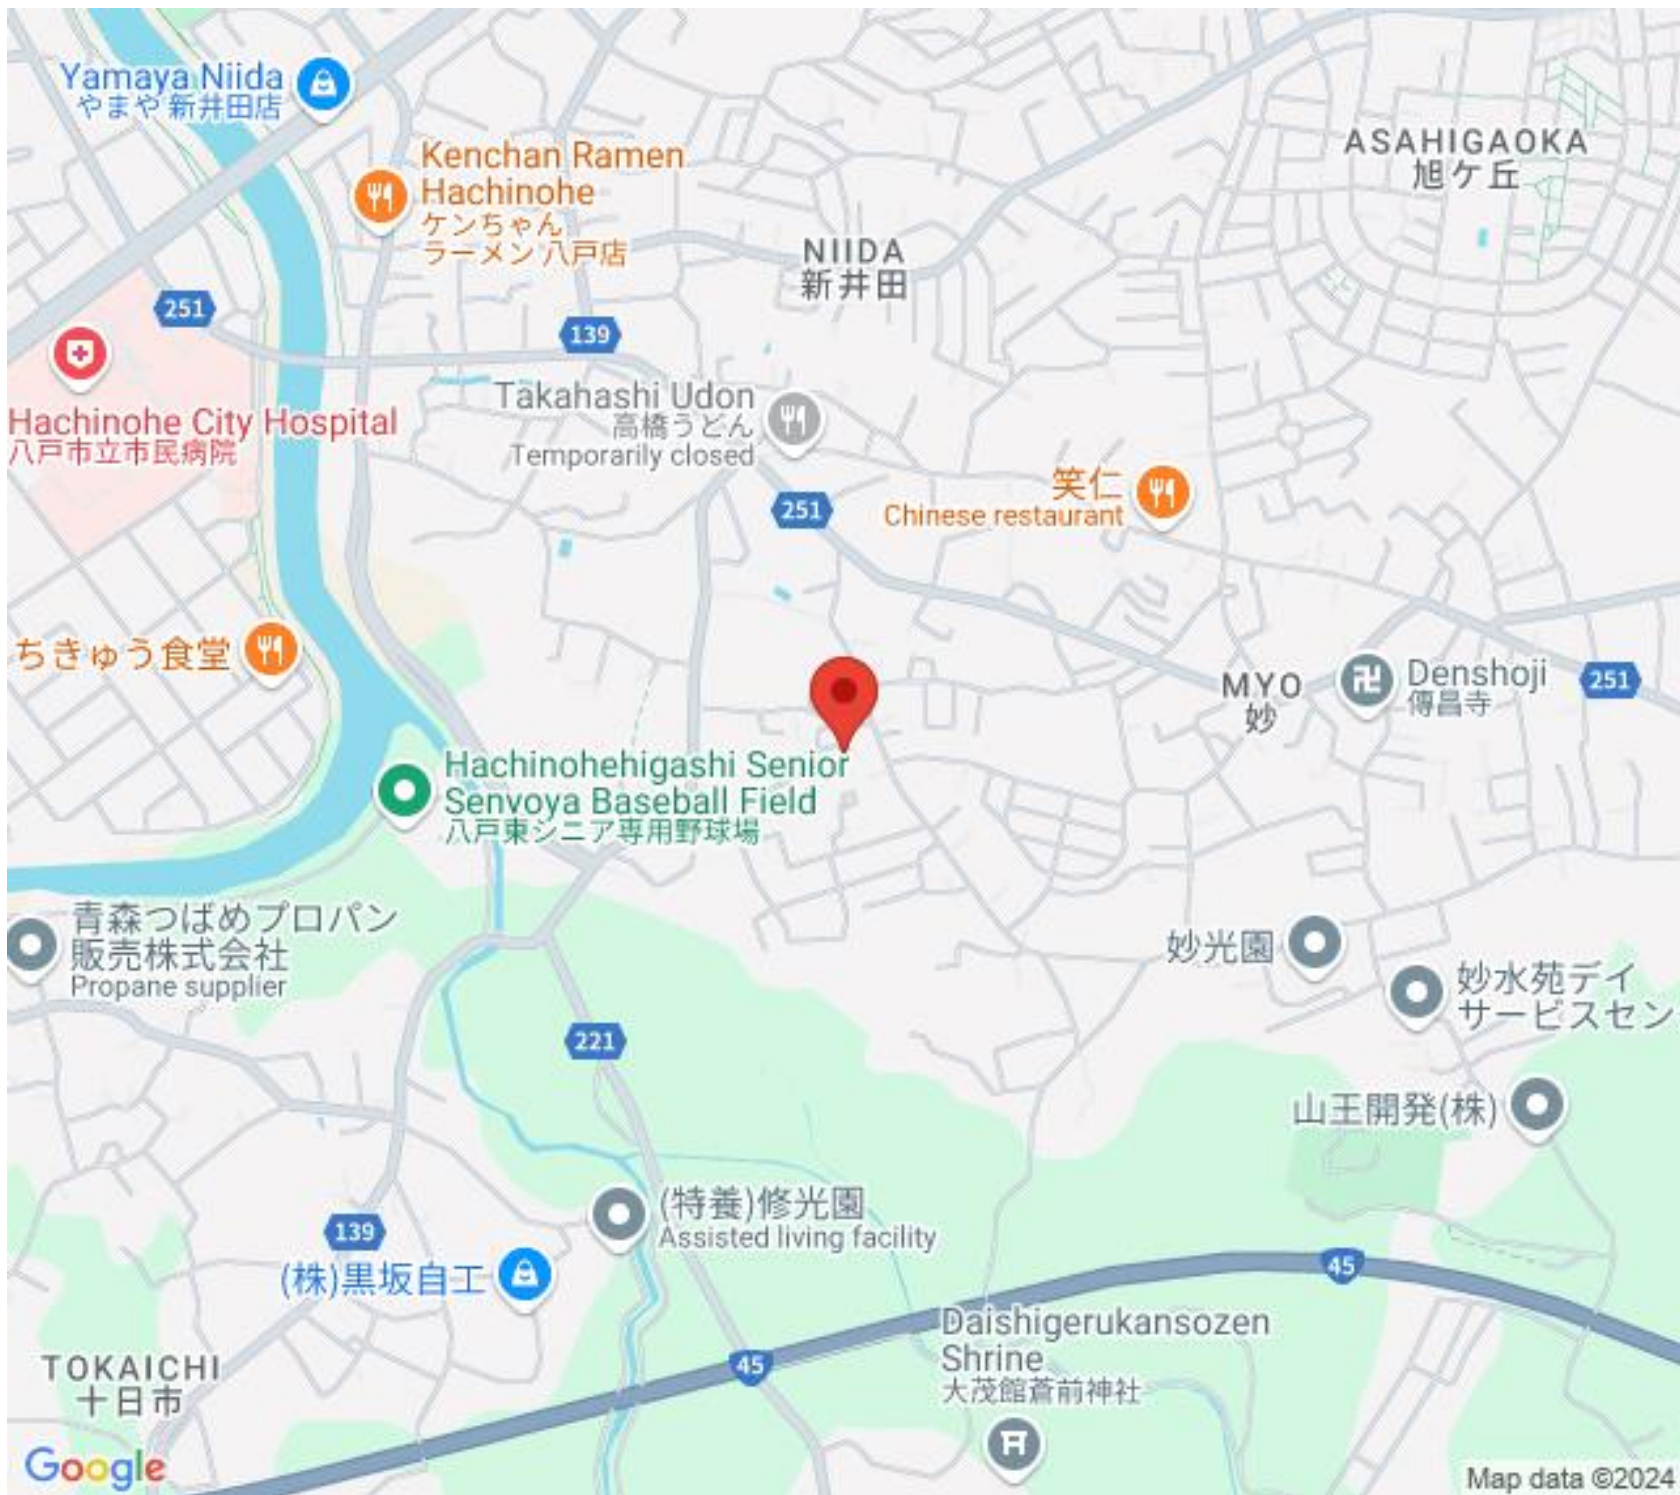 Yamaya Niida
やまや 新井田店
Kenchan Ramen
Hachinohe
ケンちゃん
ラーメン 八戸店
ASAHIGAOKA
旭ケ丘
NIIDA
新井田
251
139
Hachinohe City Hospital
八戸市立市民病院
Takahashi Udon
高橋うどん
Temporarily closed
251
笑仁
Chinese restaurant
ちきゅう食堂
MYO
妙
Denshoji
傳昌寺
251
Hachinohehigashi Senior
Senvoya Baseball Field
八戸東シニア専用野球場
青森つばめプロパン
販売株式会社
Propane supplier
妙光園
妙水苑デイ
サービスセン
221
山王開発(株)
(特養)修光園
Assisted living facility
139
(株)黒坂自工
45
Daishigerukansozen
Shrine
大茂館蒼前神社
45
TOKAICHI
十日市
Google
Map data ©2024